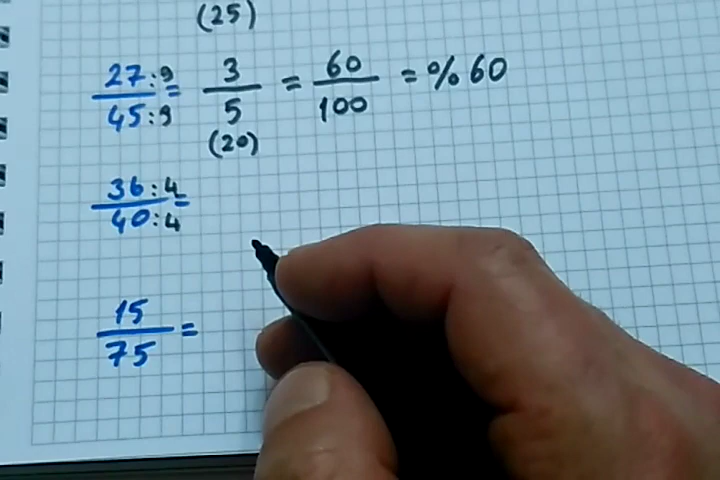 (25)
27:9/45:9 = 3/5 = 60/100 = %60
(20)
36:4/40:4 =
15/75 =